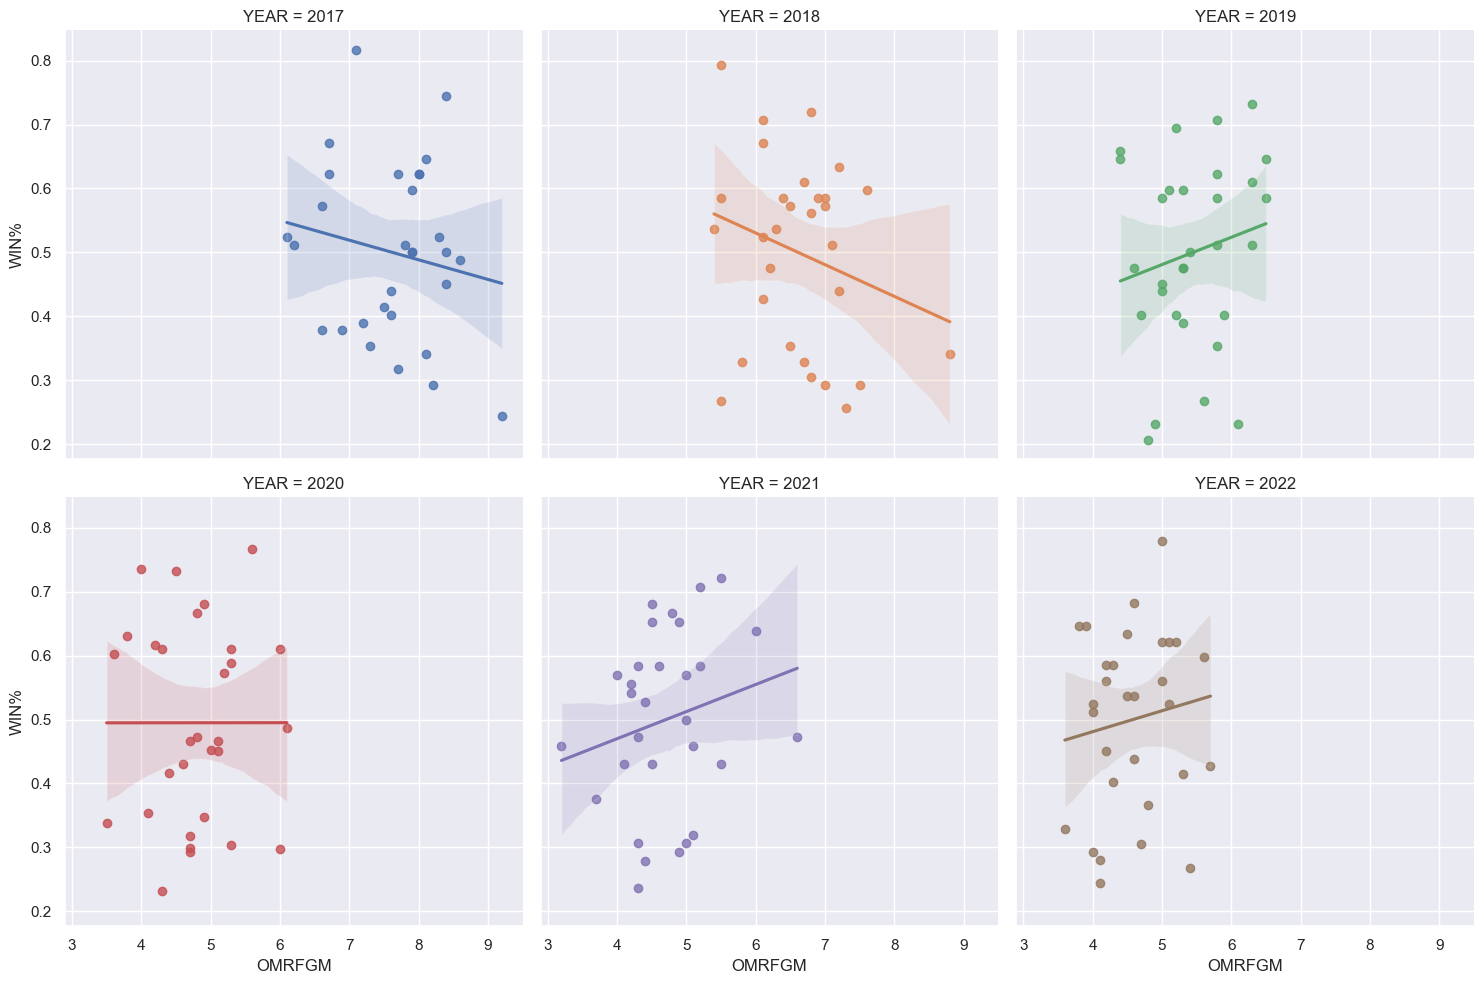 YEAR = 2017 YEAR = 2018 YEAR = 2019
0.8
0.7
0.6
0.5
0.4
0.3
0.2
WIN%
YEAR = 2020 YEAR = 2021 YEAR = 2022
0.8
0.7
0.6
0.5
0.4
0.3
0.2
WIN%
3 4 5 6 7 8 9 3 4 5 6 7 8 9 3 4 5 6 7 8 9
OMRFGM OMRFGM OMRFGM